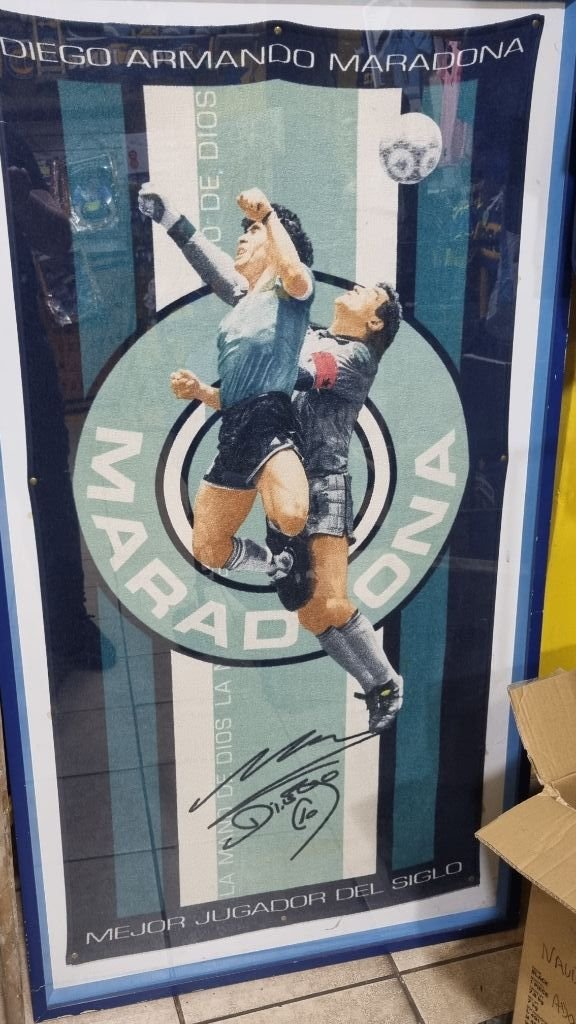 DIEGO ARMANDO MARADONA
O DE DIOS
MARADONA
LA MANO DE DIOS LA
DIEGO
10
MEJOR JUGADOR DEL SIGLO